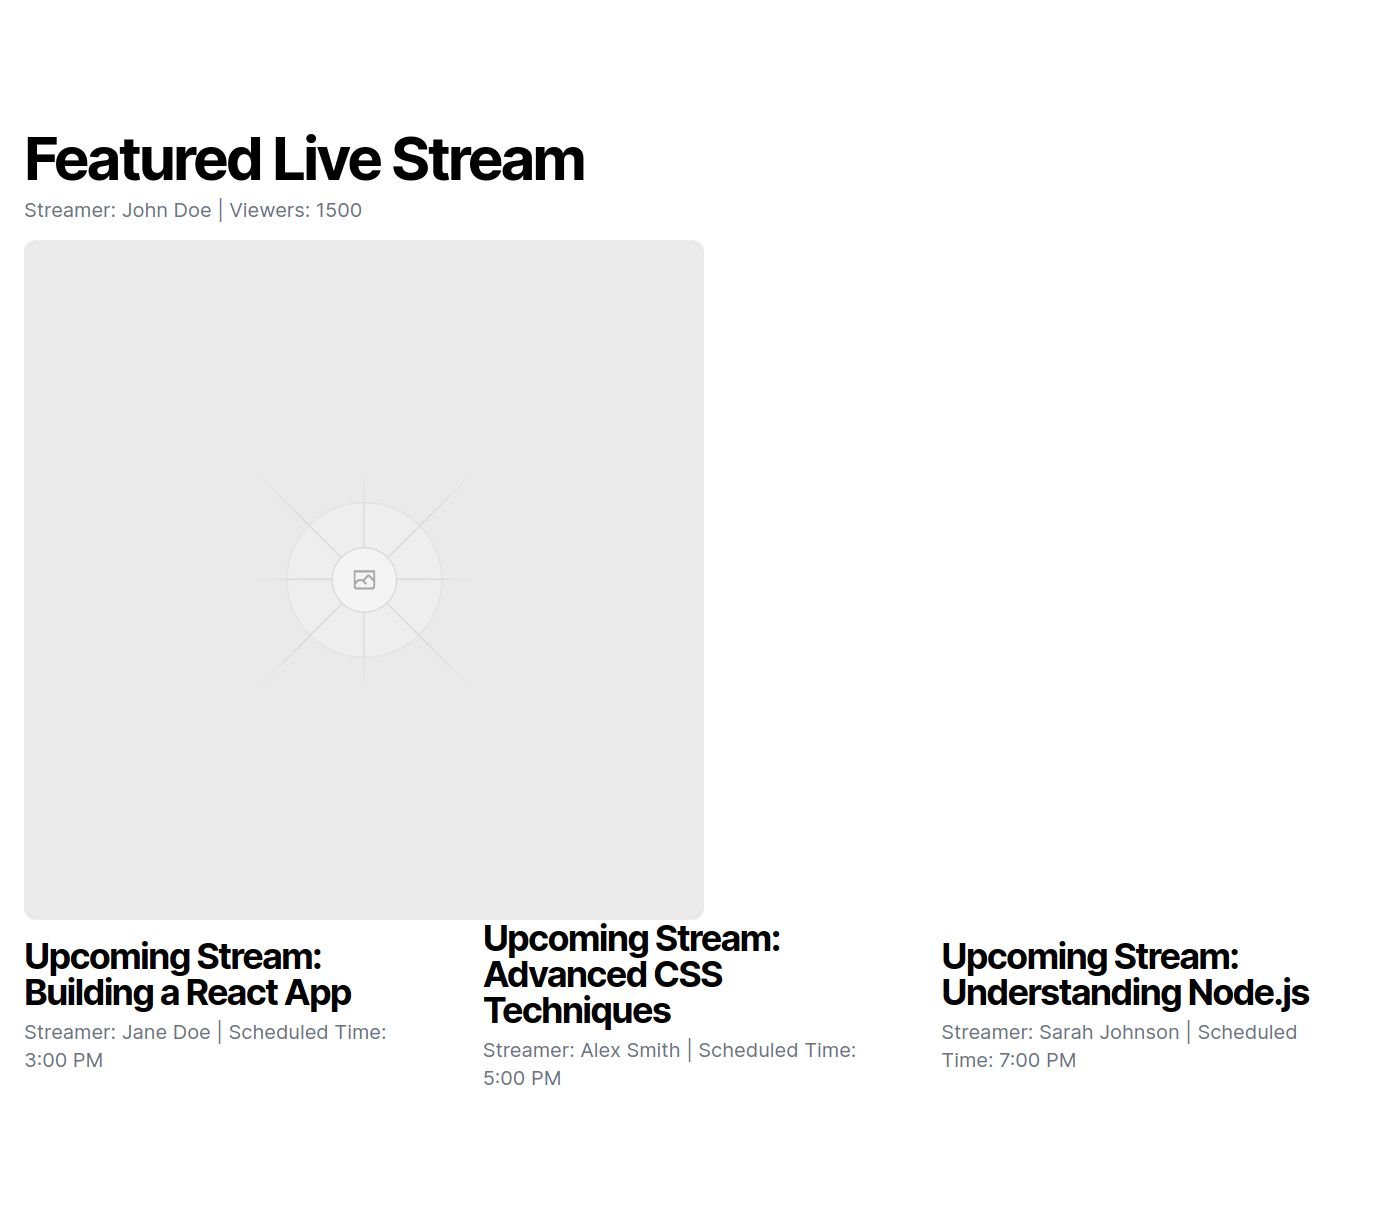 Featured Live Stream
Streamer: John Doe | Viewers: 1500
Upcoming Stream:
Building a React App
Streamer: Jane Doe | Scheduled Time:
3:00 PM
Upcoming Stream:
Advanced CSS
Techniques
Streamer: Alex Smith | Scheduled Time:
5:00 PM
Upcoming Stream:
Understanding Node.js
Streamer: Sarah Johnson | Scheduled
Time: 7:00 PM